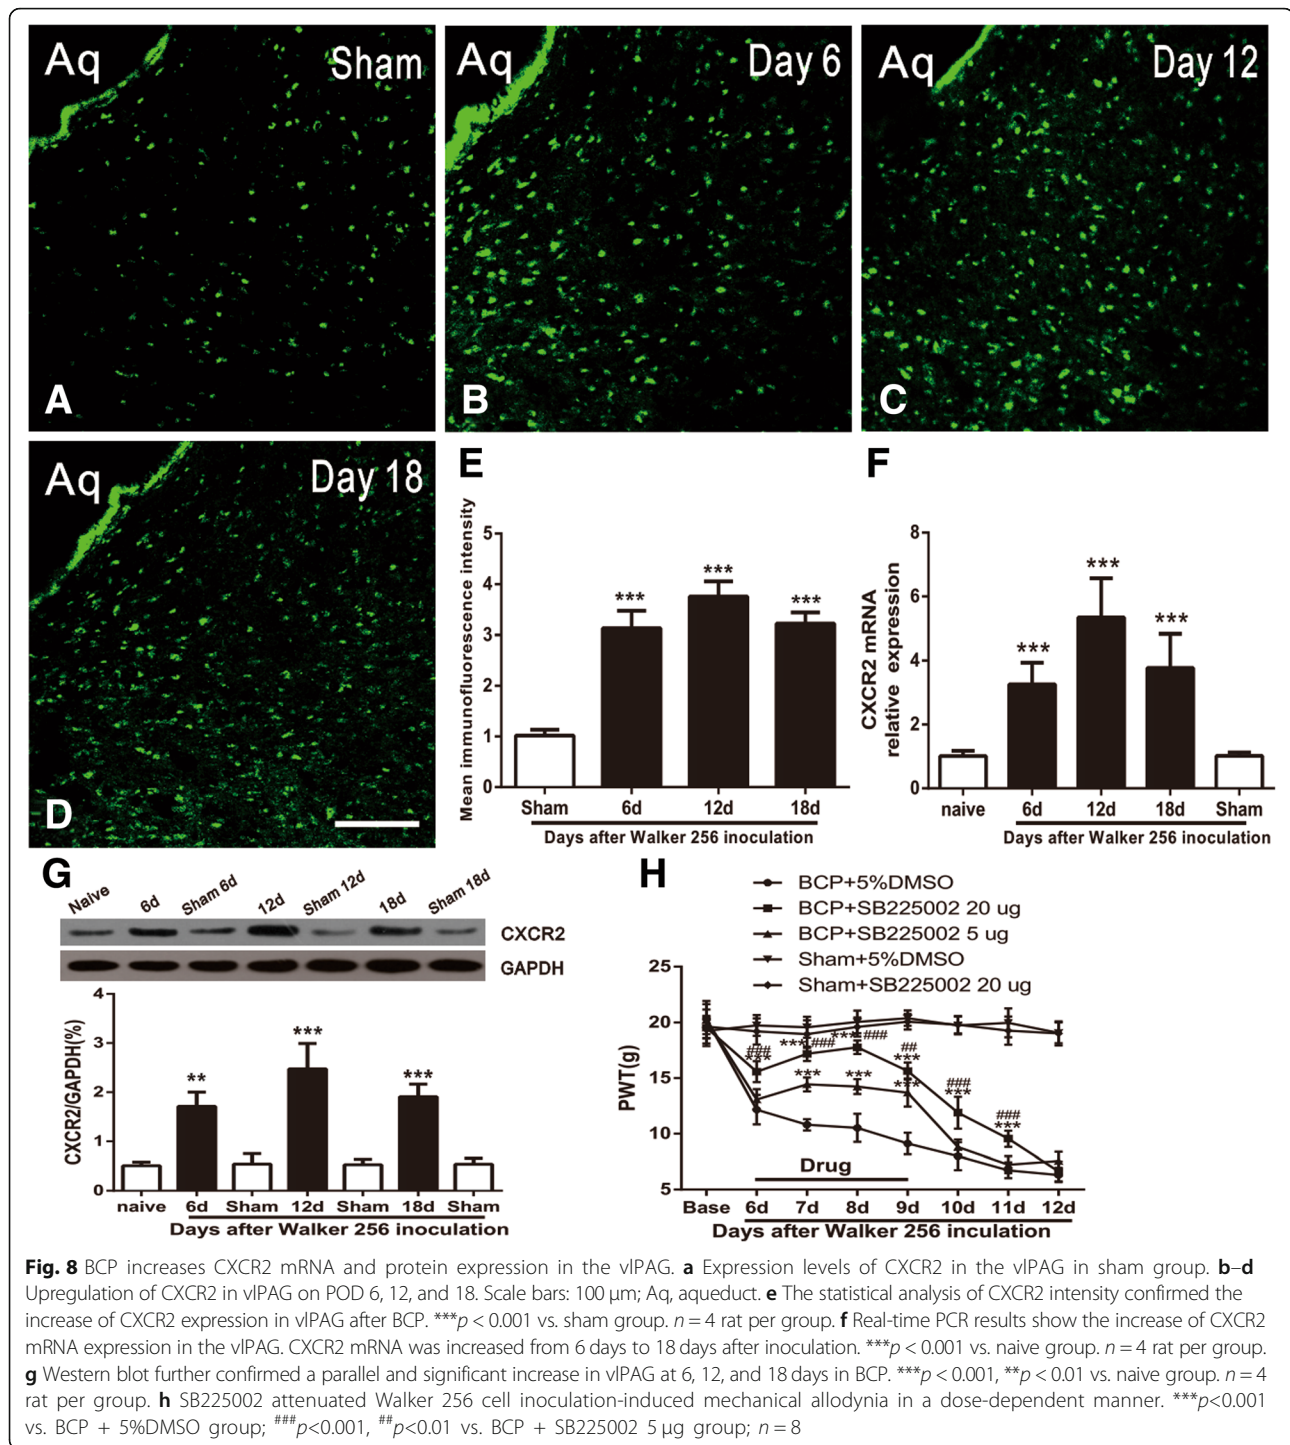 Aq Sham
A
Aq Day 6
B
Aq Day 12
C
Aq Day 18
D
E
Mean immunofluorescence intensity
5
4
3
2
1
0
***
***
***
Sham 6d 12d 18d
Days after Walker 256 inoculation
F
CXCR2 mRNA
relative expression
8
6
4
2
0
***
***
***
naive 6d 12d 18d Sham
Days after Walker 256 inoculation
G
Naive 6d Sham 6d 12d Sham 12d 18d Sham 18d
CXCR2
GAPDH
CXCR2/GAPDH(%)
4
3
2
1
0
**
***
***
naive 6d Sham 12d Sham 18d Sham
Days after Walker 256 inoculation
H
BCP+5%DMSO
BCP+SB225002 20 ug
BCP+SB225002 5 ug
Sham+5%DMSO
Sham+SB225002 20 ug
PWT(g)
25
20
15
10
5
###
***
*** ###
*** ###
##
***
###
***
###
***
***
***
***
Drug
Base 6d 7d 8d 9d 10d 11d 12d
Days after Walker 256 inculation
Fig. 8 BCP increases CXCR2 mRNA and protein expression in the vlPAG. a Expression levels of CXCR2 in the vlPAG in sham group. b–d
Upregulation of CXCR2 in vlPAG on POD 6, 12, and 18. Scale bars: 100 μm; Aq, aqueduct. e The statistical analysis of CXCR2 intensity confirmed the
increase of CXCR2 expression in vlPAG after BCP. ***p < 0.001 vs. sham group. n = 4 rat per group. f Real-time PCR results show the increase of CXCR2
mRNA expression in the vlPAG. CXCR2 mRNA was increased from 6 days to 18 days after inoculation. ***p < 0.001 vs. naive group. n = 4 rat per group.
g Western blot further confirmed a parallel and significant increase in vlPAG at 6, 12, and 18 days in BCP. ***p < 0.001, **p < 0.01 vs. naive group. n = 4
rat per group. h SB225002 attenuated Walker 256 cell inoculation-induced mechanical allodynia in a dose-dependent manner. ***p<0.001
vs. BCP + 5%DMSO group; ###p<0.001, ##p<0.01 vs. BCP + SB225002 5 μg group; n = 8